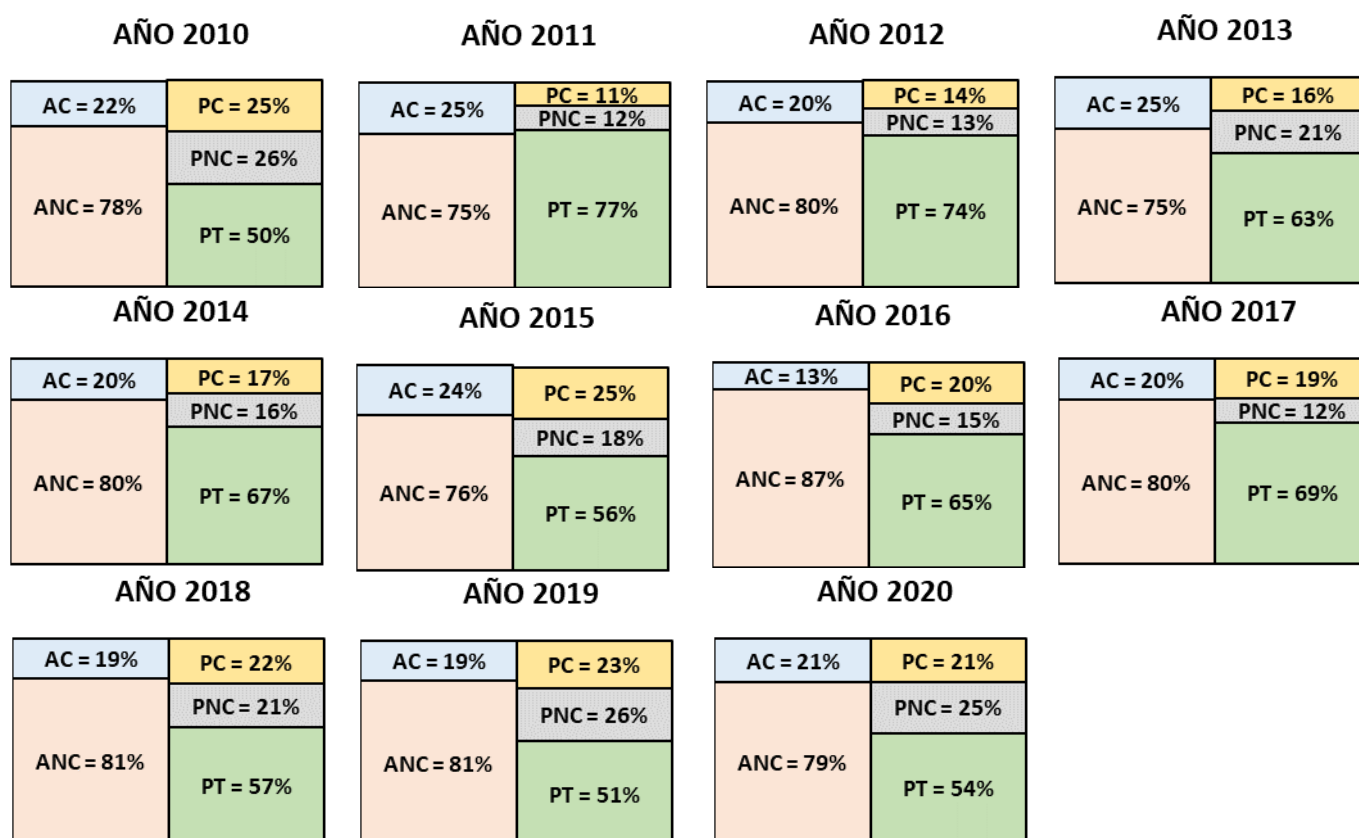 AÑO 2010
AC = 22%
PC = 25%
PNC = 26%
ANC = 78%
PT = 50%
AÑO 2011
AC = 25%
PC = 11%
PNC = 12%
ANC = 75%
PT = 77%
AÑO 2012
AC = 20%
PC = 14%
PNC = 13%
ANC = 80%
PT = 74%
AÑO 2013
AC = 25%
PC = 16%
PNC = 21%
ANC = 75%
PT = 63%
AÑO 2014
AC = 20%
PC = 17%
PNC = 16%
ANC = 80%
PT = 67%
AÑO 2015
AC = 24%
PC = 25%
PNC = 18%
ANC = 76%
PT = 56%
AÑO 2016
AC = 13%
PC = 20%
PNC = 15%
ANC = 87%
PT = 65%
AÑO 2017
AC = 20%
PC = 19%
PNC = 12%
ANC = 80%
PT = 69%
AÑO 2018
AC = 19%
PC = 22%
PNC = 21%
ANC = 81%
PT = 57%
AÑO 2019
AC = 19%
PC = 23%
PNC = 26%
ANC = 81%
PT = 51%
AÑO 2020
AC = 21%
PC = 21%
PNC = 25%
ANC = 79%
PT = 54%